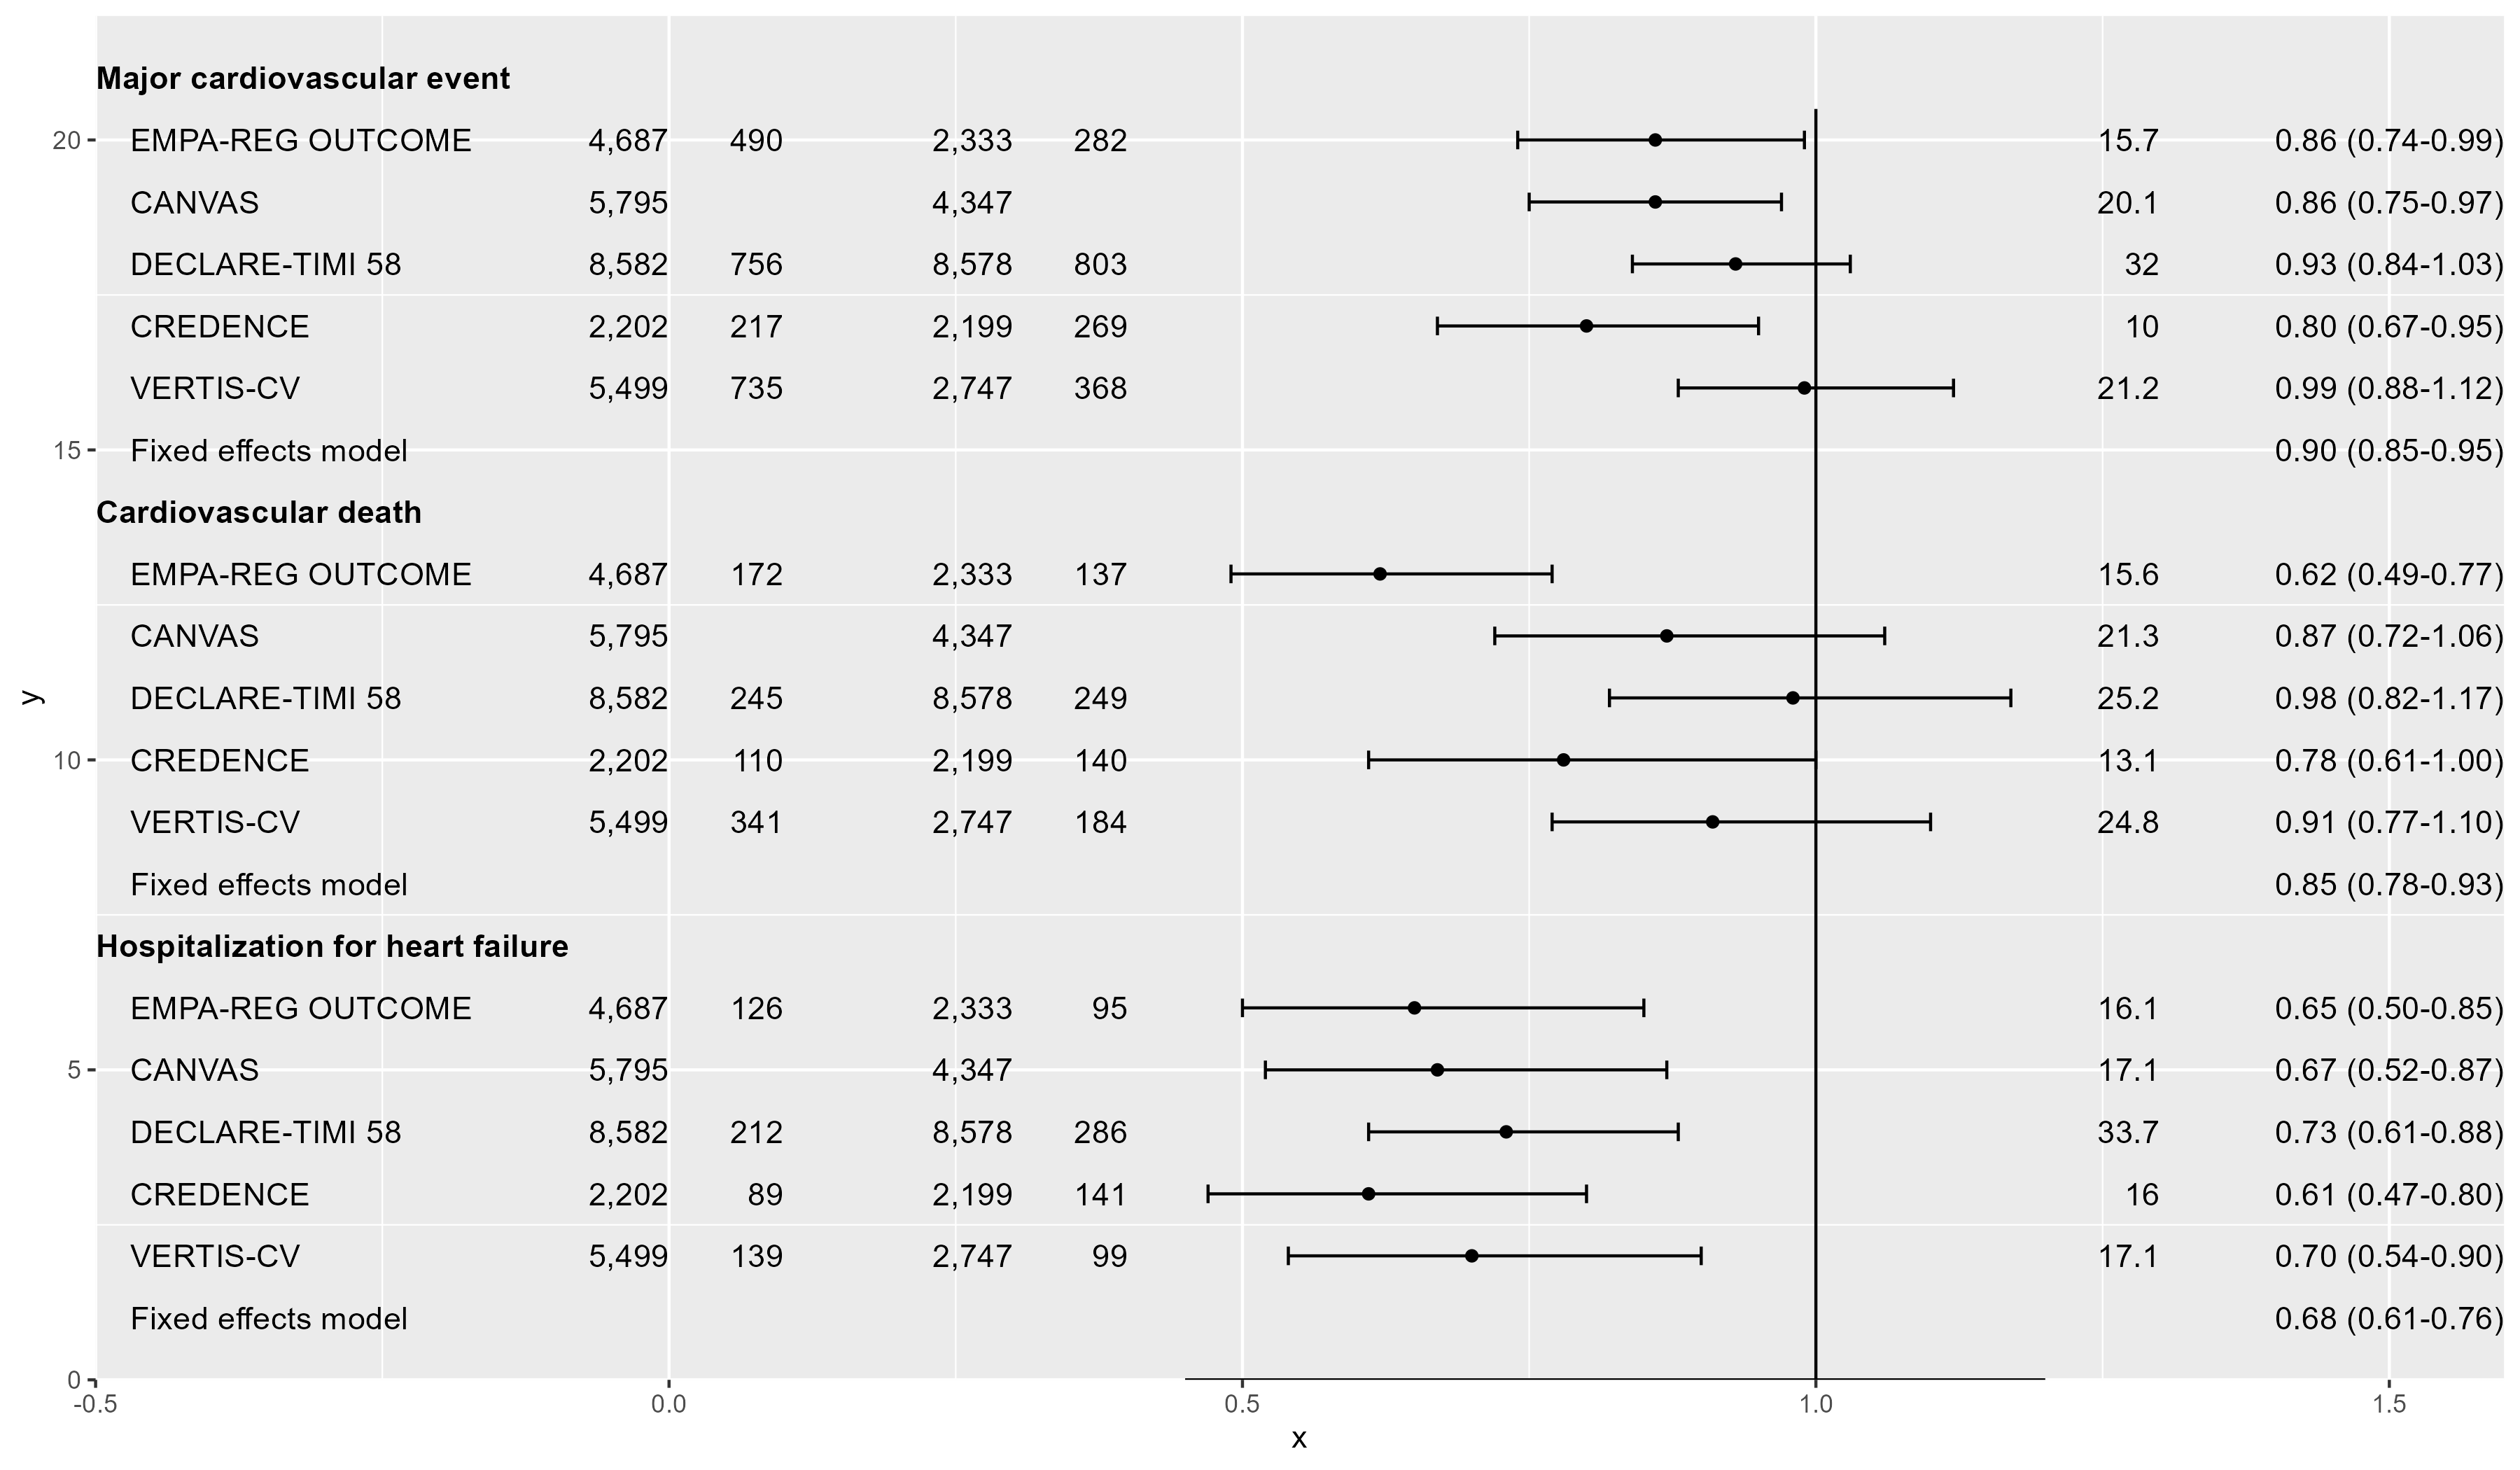 Major cardiovascular event
20 EMPA-REG OUTCOME 4,687 490 2,333 282 15.7 0.86 (0.74-0.99)
CANVAS 5,795 4,347 20.1 0.86 (0.75-0.97)
DECLARE-TIMI 58 8,582 756 8,578 803 32 0.93 (0.84-1.03)
CREDENCE 2,202 217 2,199 269 10 0.80 (0.67-0.95)
VERTIS-CV 5,499 735 2,747 368 21.2 0.99 (0.88-1.12)
15 Fixed effects model 0.90 (0.85-0.95)
Cardiovascular death
EMPA-REG OUTCOME 4,687 172 2,333 137 15.6 0.62 (0.49-0.77)
CANVAS 5,795 4,347 21.3 0.87 (0.72-1.06)
y DECLARE-TIMI 58 8,582 245 8,578 249 25.2 0.98 (0.82-1.17)
10 CREDENCE 2,202 110 2,199 140 13.1 0.78 (0.61-1.00)
VERTIS-CV 5,499 341 2,747 184 24.8 0.91 (0.77-1.10)
Fixed effects model 0.85 (0.78-0.93)
Hospitalization for heart failure
EMPA-REG OUTCOME 4,687 126 2,333 95 16.1 0.65 (0.50-0.85)
5 CANVAS 5,795 4,347 17.1 0.67 (0.52-0.87)
DECLARE-TIMI 58 8,582 212 8,578 286 33.7 0.73 (0.61-0.88)
CREDENCE 2,202 89 2,199 141 16 0.61 (0.47-0.80)
VERTIS-CV 5,499 139 2,747 99 17.1 0.70 (0.54-0.90)
Fixed effects model 0.68 (0.61-0.76)
0
-0.5 0.0 0.5 1.0 1.5
x